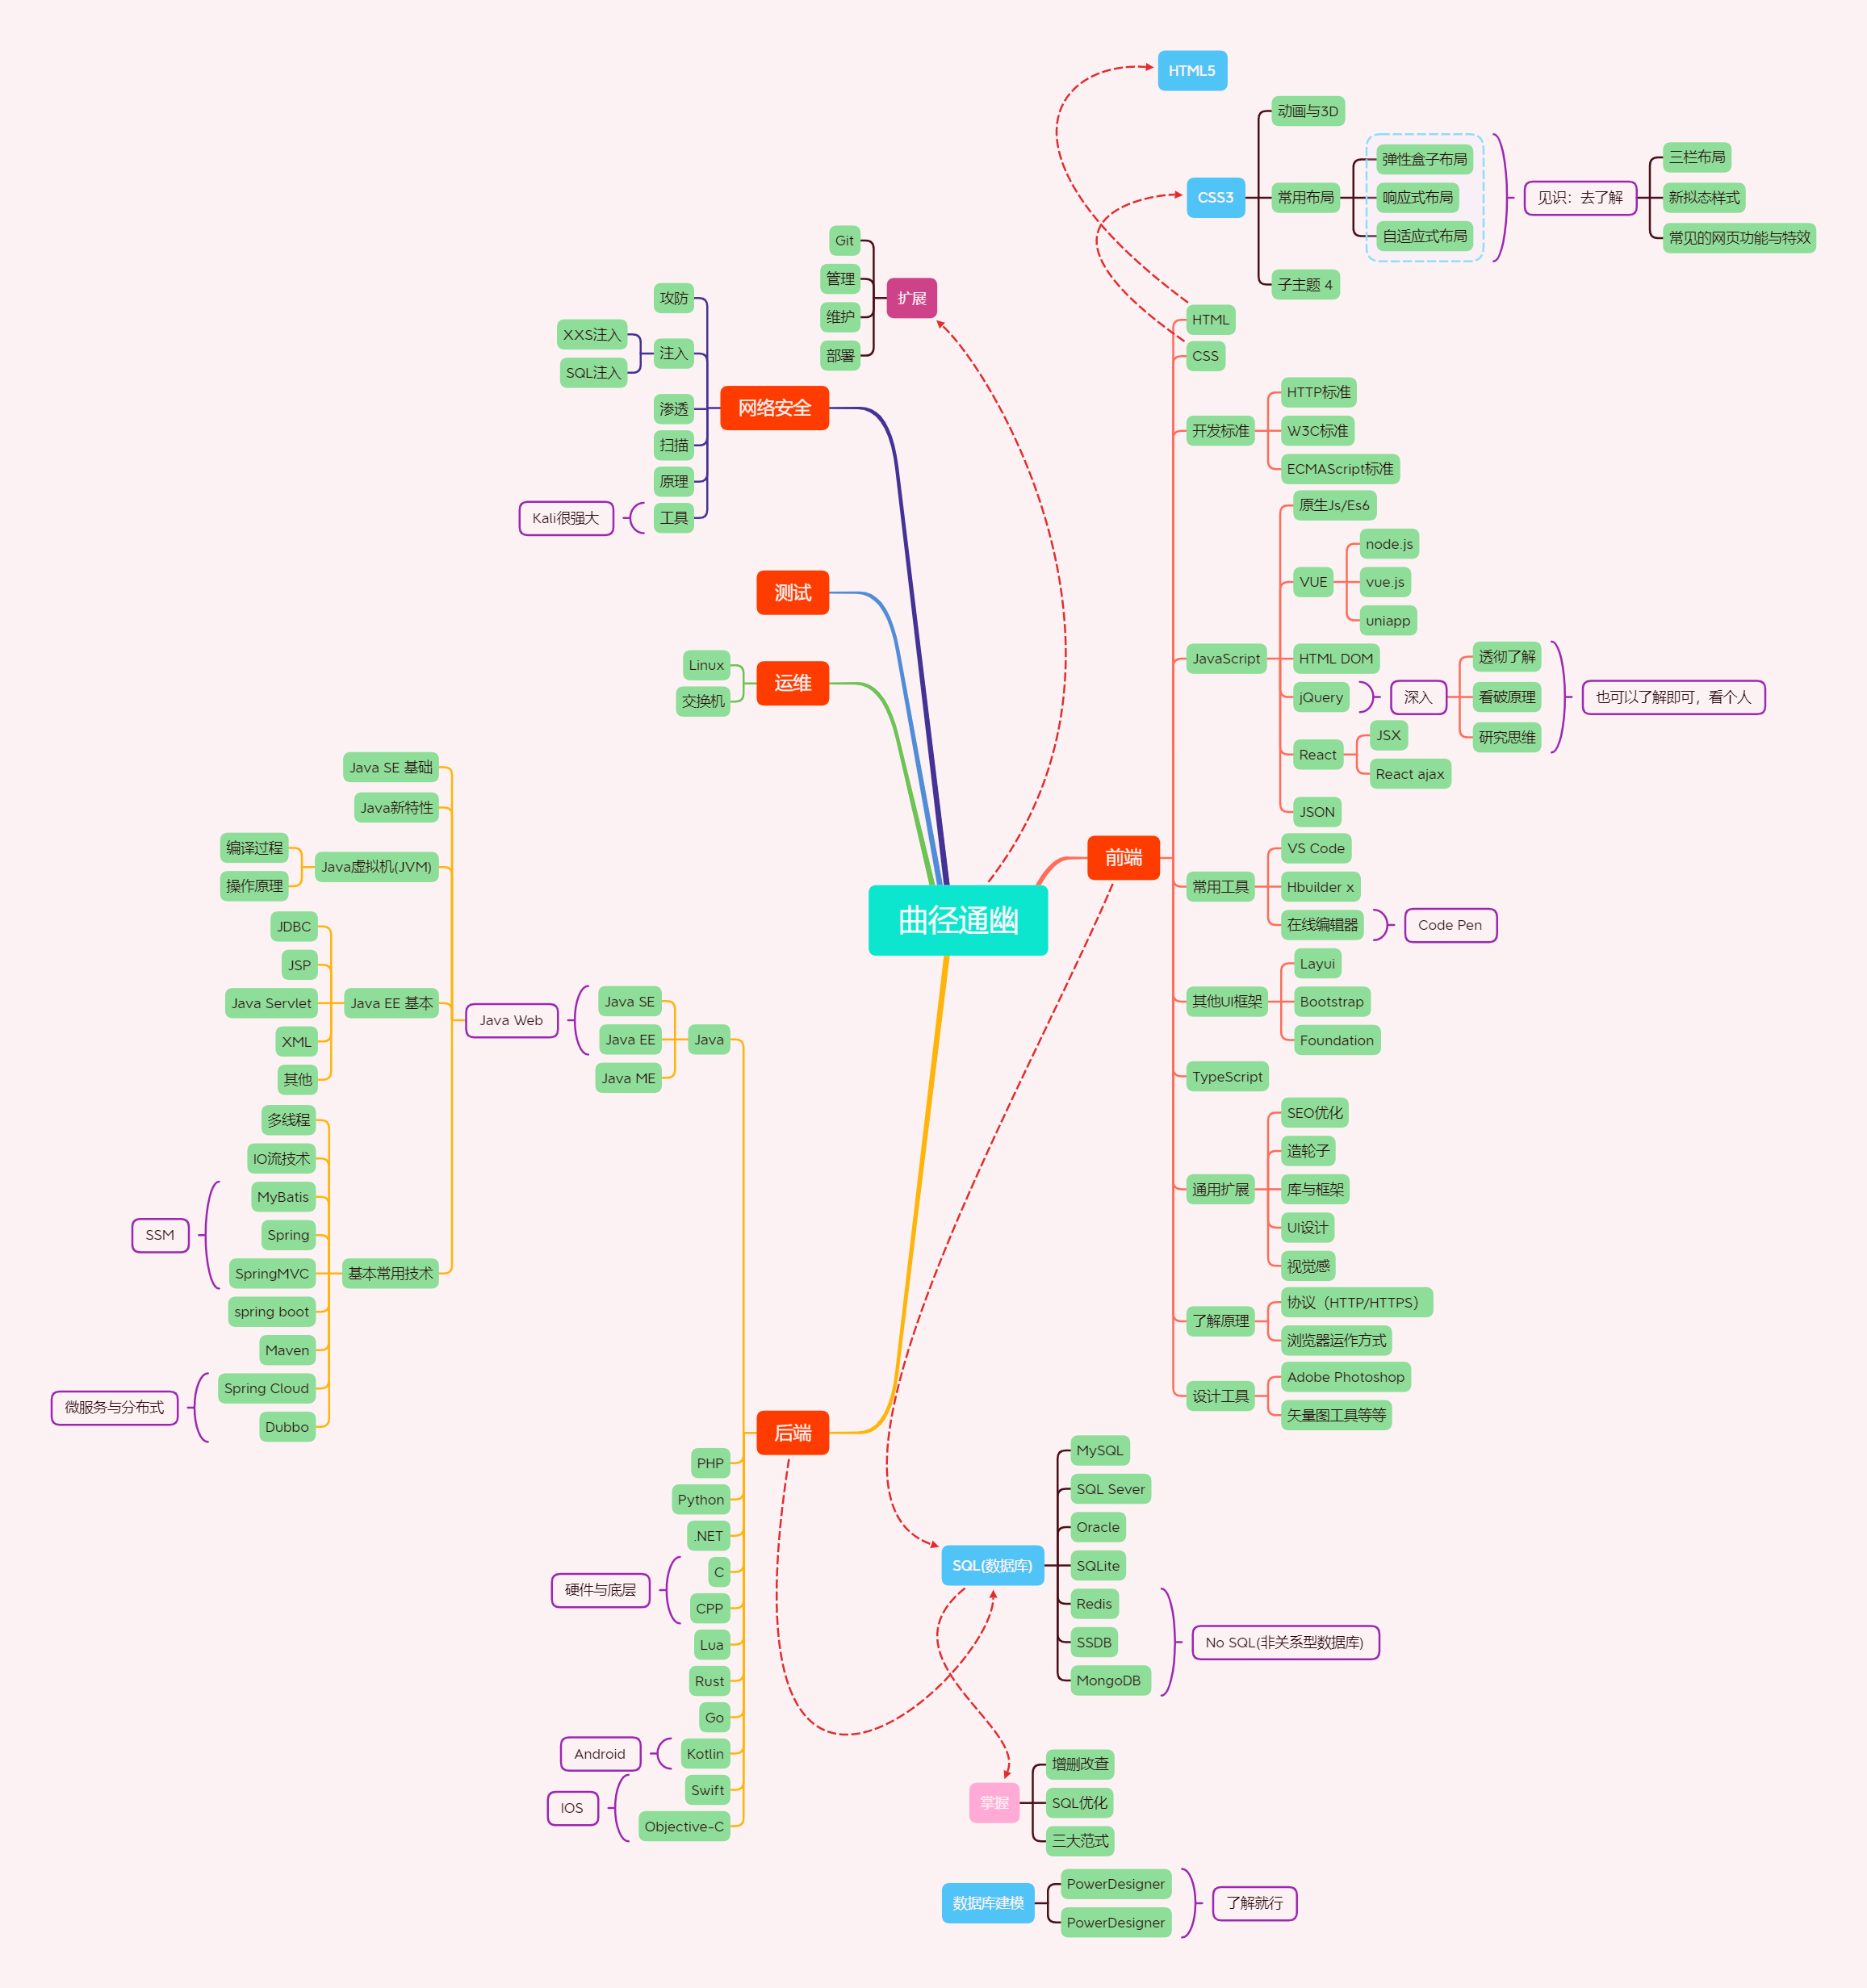 曲径通幽
前端
HTML
CSS
开发标准
HTTP标准
W3C标准
ECMAScript标准
JavaScript
原生Js/Es6
VUE
node.js
vue.js
uniapp
HTML DOM
jQuery
深入
透彻了解
看破原理
研究思维
也可以了解即可，看个人
React
JSX
React ajax
JSON
常用工具
VS Code
Hbuilder x
在线编辑器
Code Pen
其他UI框架
Layui
Bootstrap
Foundation
TypeScript
通用扩展
SEO优化
造轮子
库与框架
UI设计
视觉感
了解原理
协议（HTTP/HTTPS）
浏览器运作方式
设计工具
Adobe Photoshop
矢量图工具等等
后端
Java
Java SE
Java EE
Java ME
Java Web
Java SE 基础
Java新特性
Java虚拟机(JVM)
编译过程
操作原理
Java EE 基本
JDBC
JSP
Java Servlet
XML
其他
基本常用技术
多线程
IO流技术
MyBatis
Spring
SpringMVC
SSM
spring boot
Maven
Spring Cloud
Dubbo
微服务与分布式
PHP
Python
.NET
C
CPP
硬件与底层
Lua
Rust
Go
Kotlin
Android
Swift
Objective-C
IOS
运维
Linux
交换机
测试
网络安全
攻防
注入
XXS注入
SQL注入
渗透
扫描
原理
工具
Kali很强大
扩展
Git
管理
维护
部署
HTML5
CSS3
动画与3D
常用布局
弹性盒子布局
响应式布局
自适应式布局
见识：去了解
三栏布局
新拟态样式
常见的网页功能与特效
子主题 4
SQL(数据库)
MySQL
SQL Sever
Oracle
SQLite
Redis
SSDB
MongoDB
No SQL(非关系型数据库)
掌握
增删改查
SQL优化
三大范式
数据库建模
PowerDesigner
PowerDesigner
了解就行